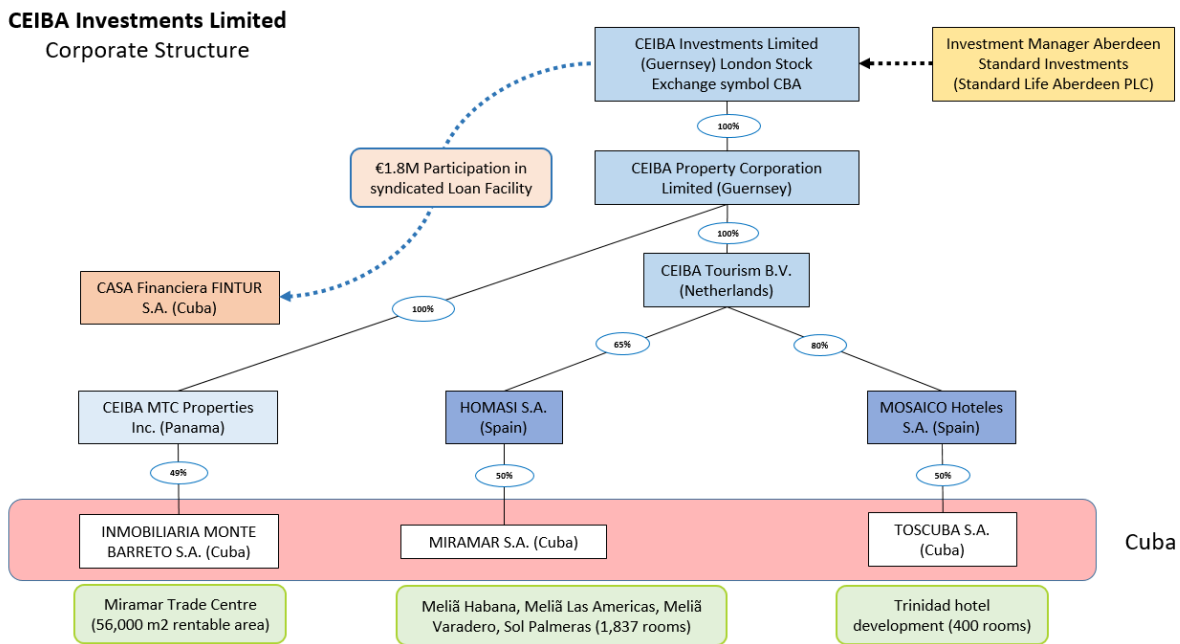 CEIBA Investments Limited
Corporate Structure
CEIBA Investments Limited
(Guernsey) London Stock
Exchange symbol CBA
Investment Manager Aberdeen
Standard Investments
(Standard Life Aberdeen PLC)
100%
€1.8M Participation in
syndicated Loan Facility
CEIBA Property Corporation
Limited (Guernsey)
100%
CEIBA Tourism B.V.
(Netherlands)
CASA Financiera FINTUR
S.A. (Cuba)
100%
65%
80%
CEIBA MTC Properties
Inc. (Panama)
HOMASI S.A.
(Spain)
MOSAICO Hoteles
S.A. (Spain)
49%
50%
50%
INMOBILIARIA MONTE
BARRETO S.A. (Cuba)
MIRAMAR S.A. (Cuba)
TOSCUBA S.A.
(Cuba)
Cuba
Miramar Trade Centre
(56,000 m2 rentable area)
Meliã Habana, Meliã Las Americas, Meliã
Varadero, Sol Palmeras (1,837 rooms)
Trinidad hotel
development (400 rooms)